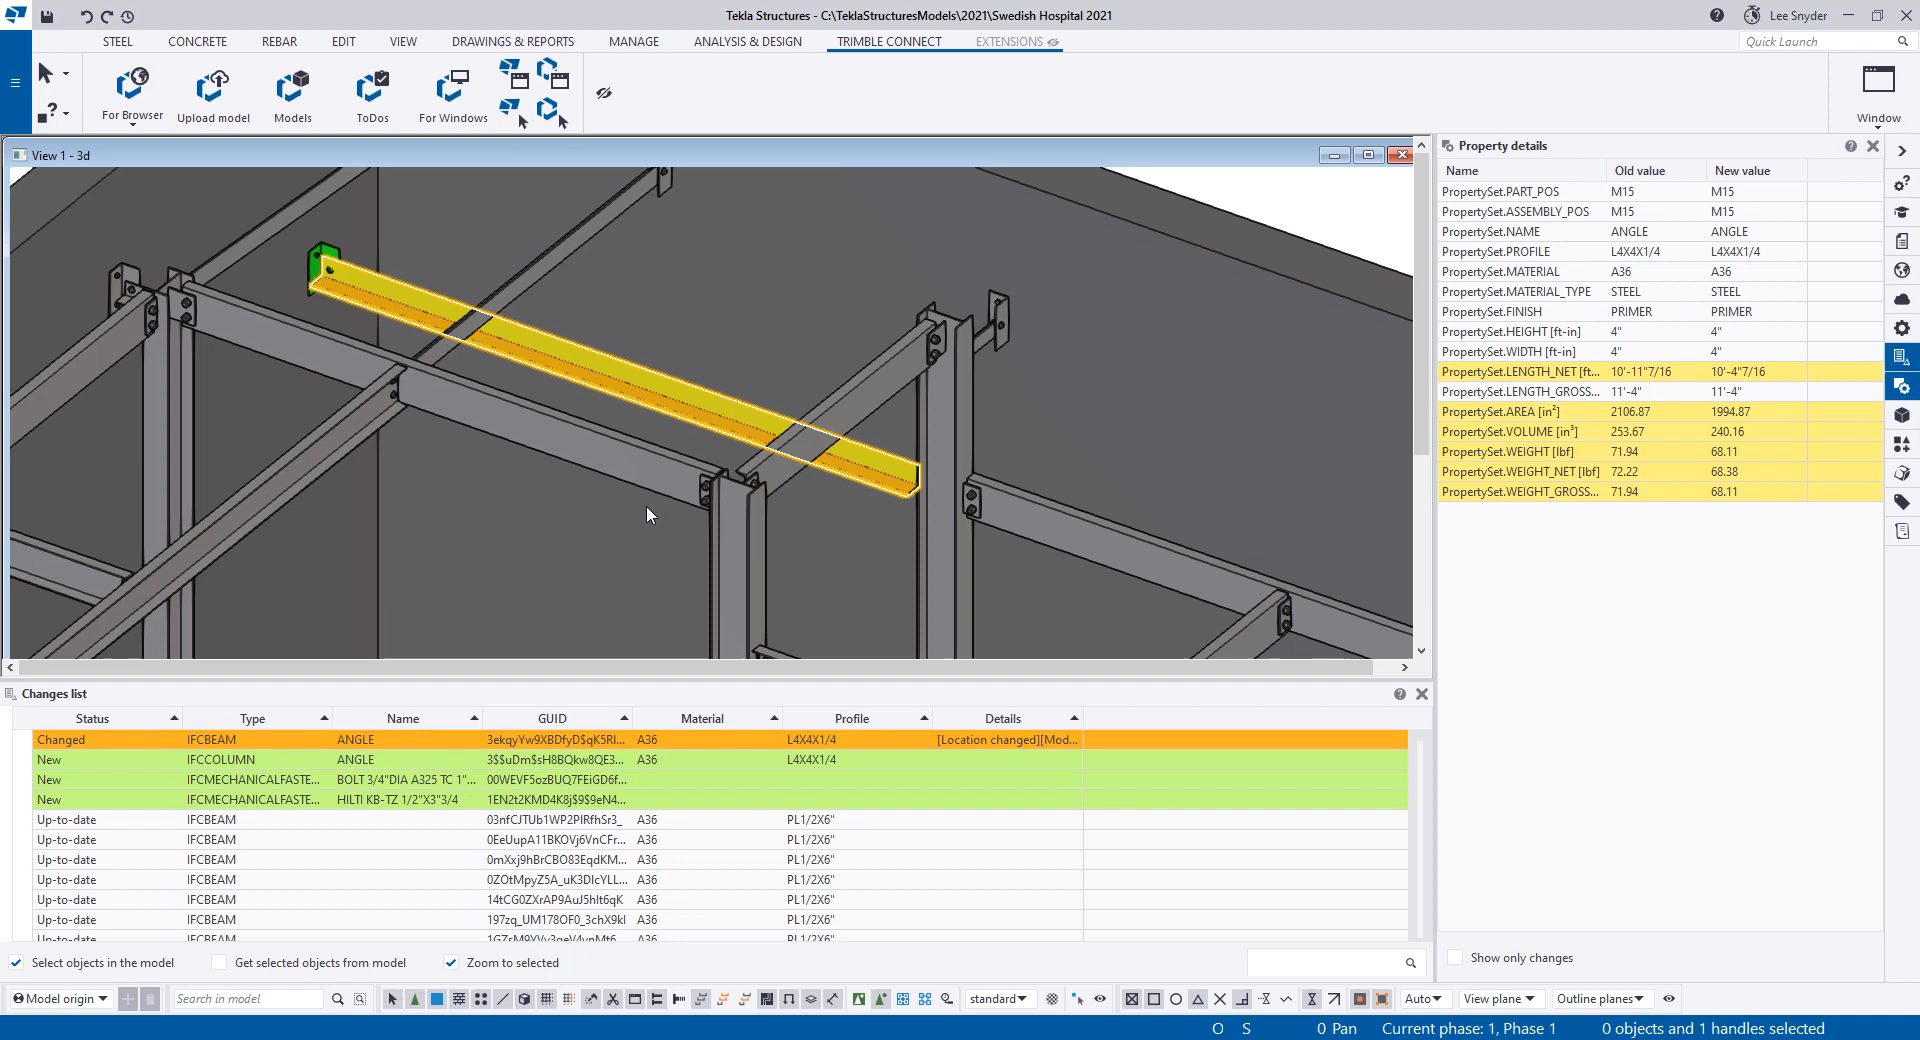 Tekla Structures - C:\TeklaStructuresModels\2021\Swedish Hospital 2021
Lee Snyder
STEEL CONCRETE REBAR EDIT VIEW DRAWINGS & REPORTS MANAGE ANALYSIS & DESIGN TRIMBLE CONNECT EXTENSIONS
Quick Launch
For Browser Upload model Models ToDos For Windows
Window
View 1 - 3d
Property details
Name Old value New value
PropertySet.PART_POS M15 M15
PropertySet.ASSEMBLY_POS M15 M15
PropertySet.NAME ANGLE ANGLE
PropertySet.PROFILE L4X4X1/4 L4X4X1/4
PropertySet.MATERIAL A36 A36
PropertySet.MATERIAL_TYPE STEEL STEEL
PropertySet.FINISH PRIMER PRIMER
PropertySet.HEIGHT [ft-in] 4" 4"
PropertySet.WIDTH [ft-in] 4" 4"
PropertySet.LENGTH_NET [ft... 10'-11"7/16 10'-4"7/16
PropertySet.LENGTH_GROSS... 11'-4" 11'-4"
PropertySet.AREA [in²] 2106.87 1994.87
PropertySet.VOLUME [in³] 253.67 240.16
PropertySet.WEIGHT [lbf] 71.94 68.11
PropertySet.WEIGHT_NET [lbf] 72.22 68.38
PropertySet.WEIGHT_GROSS... 71.94 68.11
Show only changes
Changes list
Status Type Name GUID Material Profile Details
Changed IFCBEAM ANGLE 3ekqyYw9XBDfyD$qK5RI... A36 L4X4X1/4 [Location changed][Mod...
New IFCCOLUMN ANGLE 3$$uDm$sH8BQkw8QE3... A36 L4X4X1/4
New IFCMECHANICALFASTE... BOLT 3/4"DIA A325 TC 1"... 00WEVF5ozBUQ7FEiGD6f...
New IFCMECHANICALFASTE... HILTI KB-TZ 1/2"X3"3/4 1EN2t2KMD4K8j$9$9eN4...
Up-to-date IFCBEAM 03nfCJTUb1WP2PIRfhSr3_ A36 PL1/2X6"
Up-to-date IFCBEAM 0EeUupA11BKOVj6VnCFr... A36 PL1/2X6"
Up-to-date IFCBEAM 0mXxj9hBrCBO83EqdKM... A36 PL1/2X6"
Up-to-date IFCBEAM 0ZOtMpyZ5A_uK3DIcYLL... A36 PL1/2X6"
Up-to-date IFCBEAM 14tCG0ZXrAP9AuJ5hIt6qK A36 PL1/2X6"
Up-to-date IFCBEAM 197zq_UM178OF0_3chX9kl A36 PL1/2X6"
Up-to-date IFCBEAM A36 PL1/2X6"
Select objects in the model Get selected objects from model Zoom to selected
Model origin Search in model standard Auto View plane Outline planes
O S 0 Pan Current phase: 1, Phase 1 0 objects and 1 handles selected